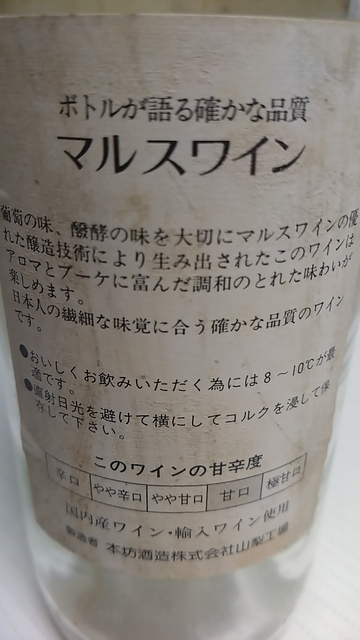 ボトルが語る確かな品質
マルスワイン
葡萄の味、醱酵の味を大切にマルスワインの優
れた醸造技術により生み出されたこのワインは
アロマとブーケに富んだ調和のとれた味わいが
楽しめます。
日本人の繊細な味覚に合う確かな品質のワイン
です。
●おいしくお飲みいただく為には8～10℃が最
適です。
●直射日光を避けて横にしてコルクを浸して保
存して下さい。
このワインの甘辛度
辛口 やや辛口 やや甘口 甘口 極甘口
国内産ワイン・輸入ワイン使用
製造者 本坊酒造株式会社山梨工場